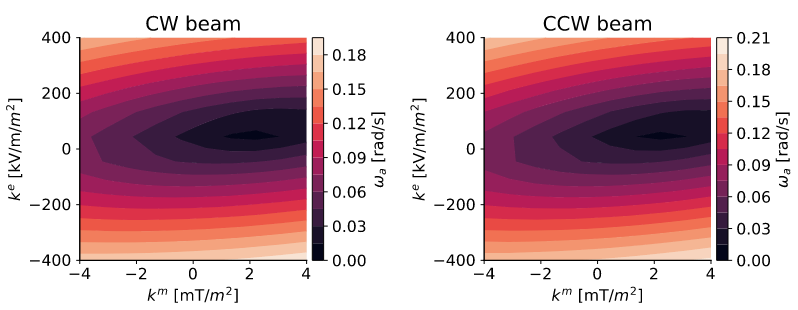 CW beam
400
200
0
−200
−400
−4 −2 0 2 4
k^e [kV/m/m^2]
k^m [mT/m^2]
0.18
0.15
0.12
0.09
0.06
0.03
0.00
ω_a [rad/s]
CCW beam
400
200
0
−200
−400
−4 −2 0 2 4
k^e [kV/m/m^2]
k^m [mT/m^2]
0.21
0.18
0.15
0.12
0.09
0.06
0.03
0.00
ω_a [rad/s]